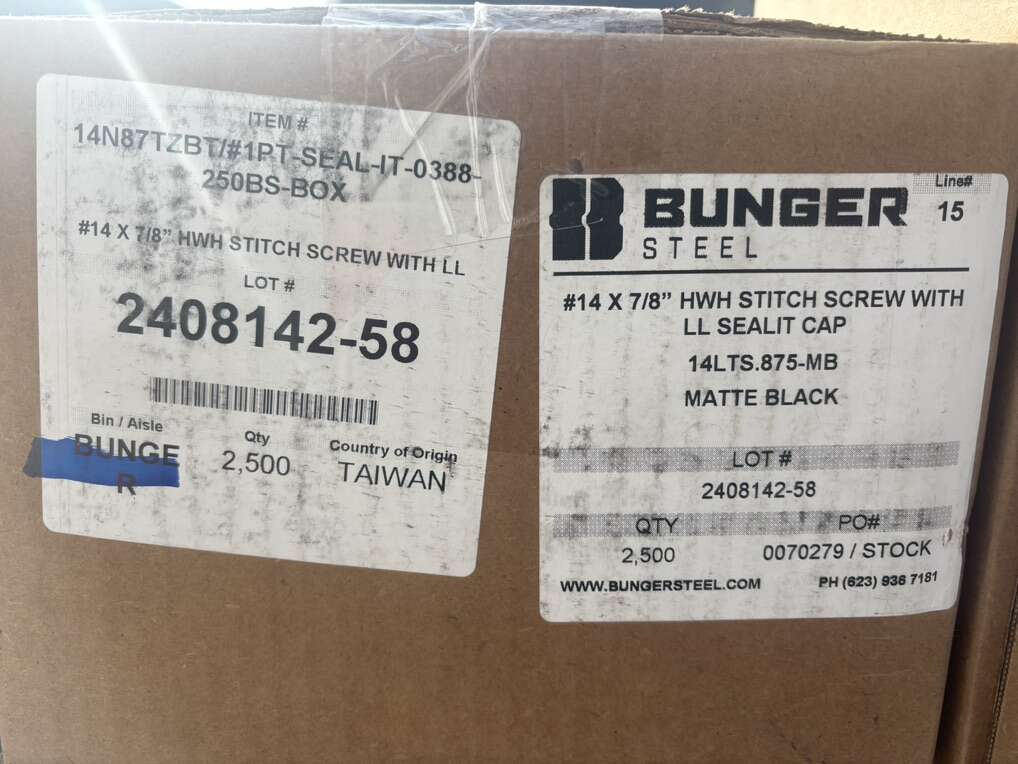 ITEM #
14N87TZBT/#1PT-SEAL-IT-0388-
250BS-BOX
#14 X 7/8” HWH STITCH SCREW WITH LL
LOT #
2408142-58
Bin / Aisle
BUNGE
R
Qty
2,500
Country of Origin
TAIWAN
BUNGER
STEEL
Line#
15
#14 X 7/8” HWH STITCH SCREW WITH
LL SEALIT CAP
14LTS.875-MB
MATTE BLACK
LOT #
2408142-58
QTY
2,500
PO#
0070279 / STOCK
WWW.BUNGERSTEEL.COM
PH (623) 936 7181